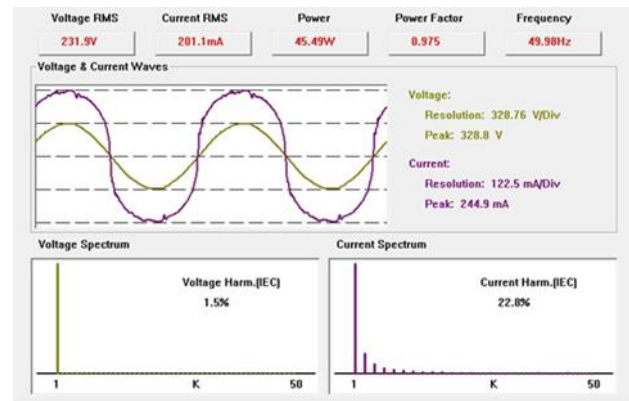 Voltage RMS Current RMS Power Power Factor Frequency
231.9V 201.1mA 45.49W 0.975 49.98Hz
Voltage & Current Waves
Voltage:
Resolution: 328.76 V/Div
Peak: 328.8 V
Current:
Resolution: 122.5 mA/Div
Peak: 244.9 mA
Voltage Spectrum Current Spectrum
Voltage Harm.(IEC) Current Harm.(IEC)
1.5% 22.8%
1 K 50 1 K 50